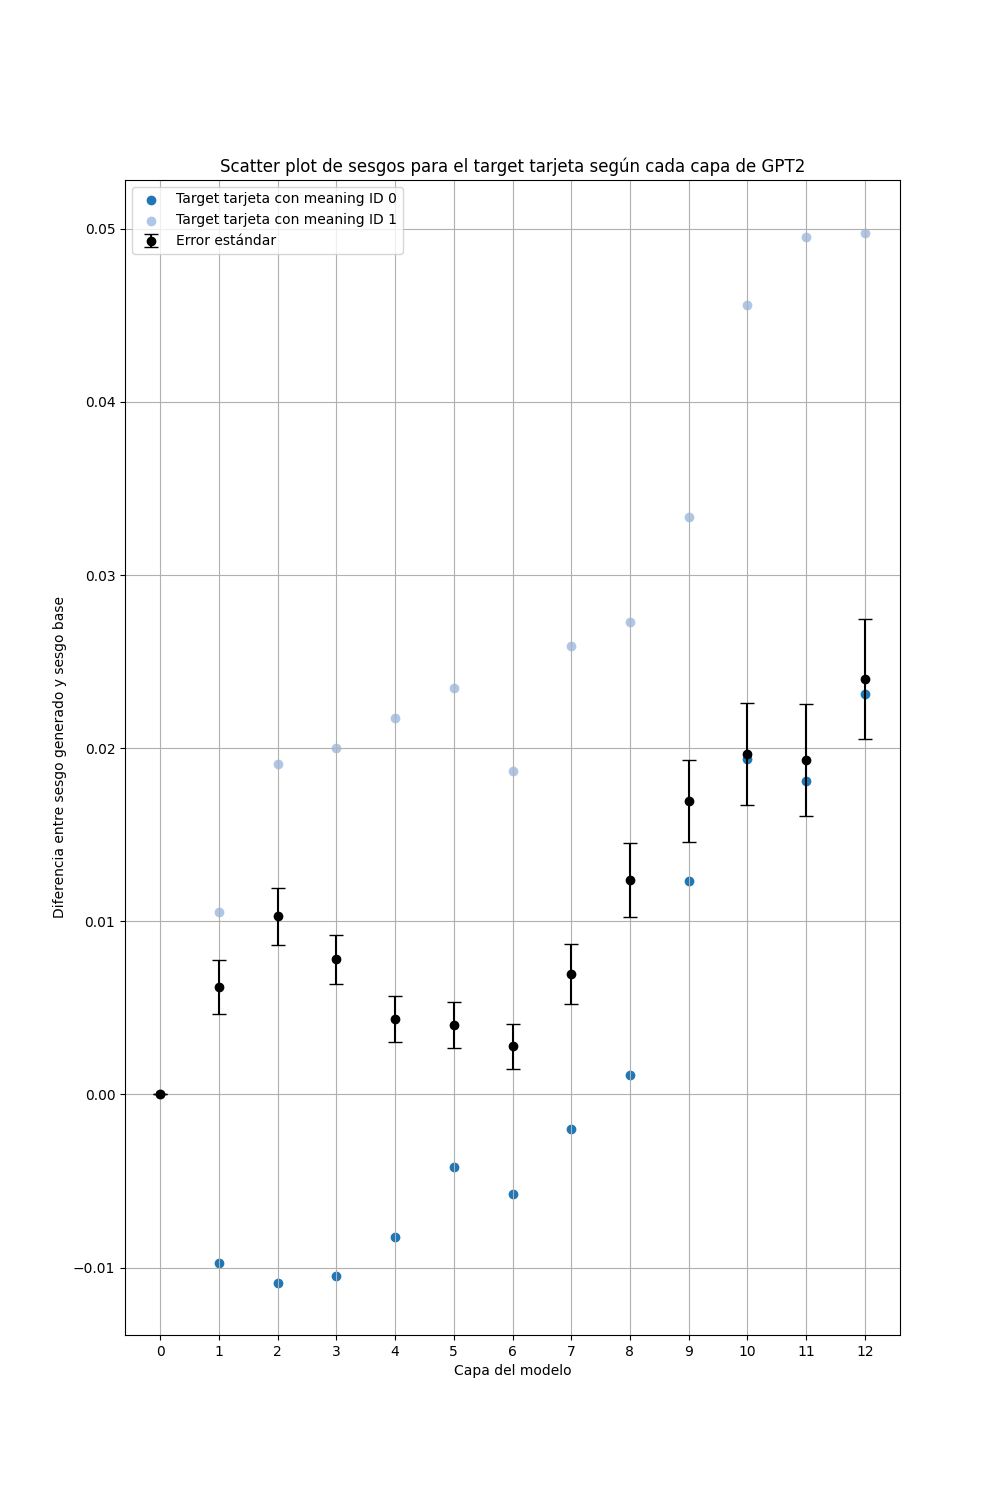 Scatter plot de sesgos para el target tarjeta según cada capa de GPT2
Target tarjeta con meaning ID 0
Target tarjeta con meaning ID 1
Error estándar
0.05
0.04
0.03
0.02
0.01
0.00
−0.01
Diferencia entre sesgo generado y sesgo base
0 1 2 3 4 5 6 7 8 9 10 11 12
Capa del modelo